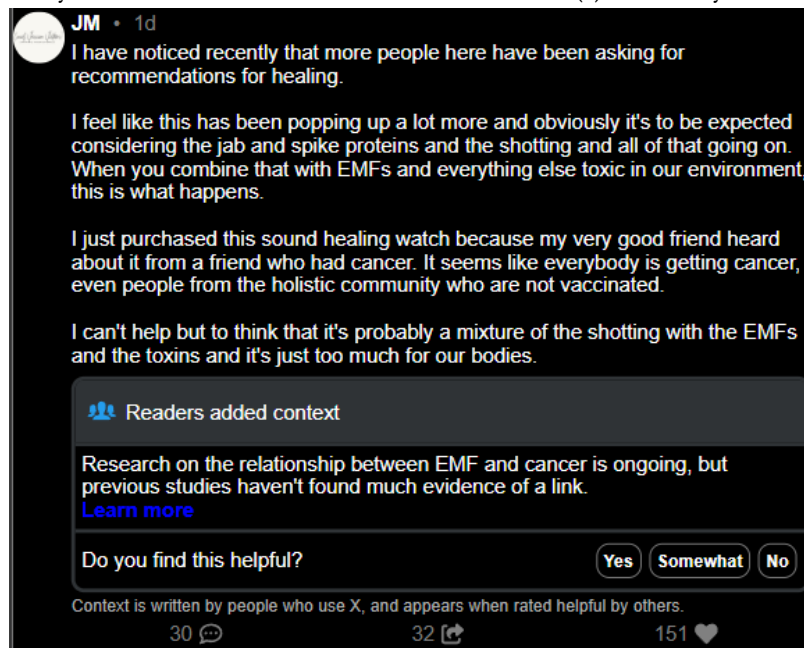 JM • 1d
I have noticed recently that more people here have been asking for
recommendations for healing.
I feel like this has been popping up a lot more and obviously it's to be expected
considering the jab and spike proteins and the shotting and all of that going on.
When you combine that with EMFs and everything else toxic in our environment,
this is what happens.
I just purchased this sound healing watch because my very good friend heard
about it from a friend who had cancer. It seems like everybody is getting cancer,
even people from the holistic community who are not vaccinated.
I can't help but to think that it's probably a mixture of the shotting with the EMFs
and the toxins and it's just too much for our bodies.
Readers added context
Research on the relationship between EMF and cancer is ongoing, but
previous studies haven't found much evidence of a link.
Learn more
Do you find this helpful? Yes Somewhat No
Context is written by people who use X, and appears when rated helpful by others.
30 32 151